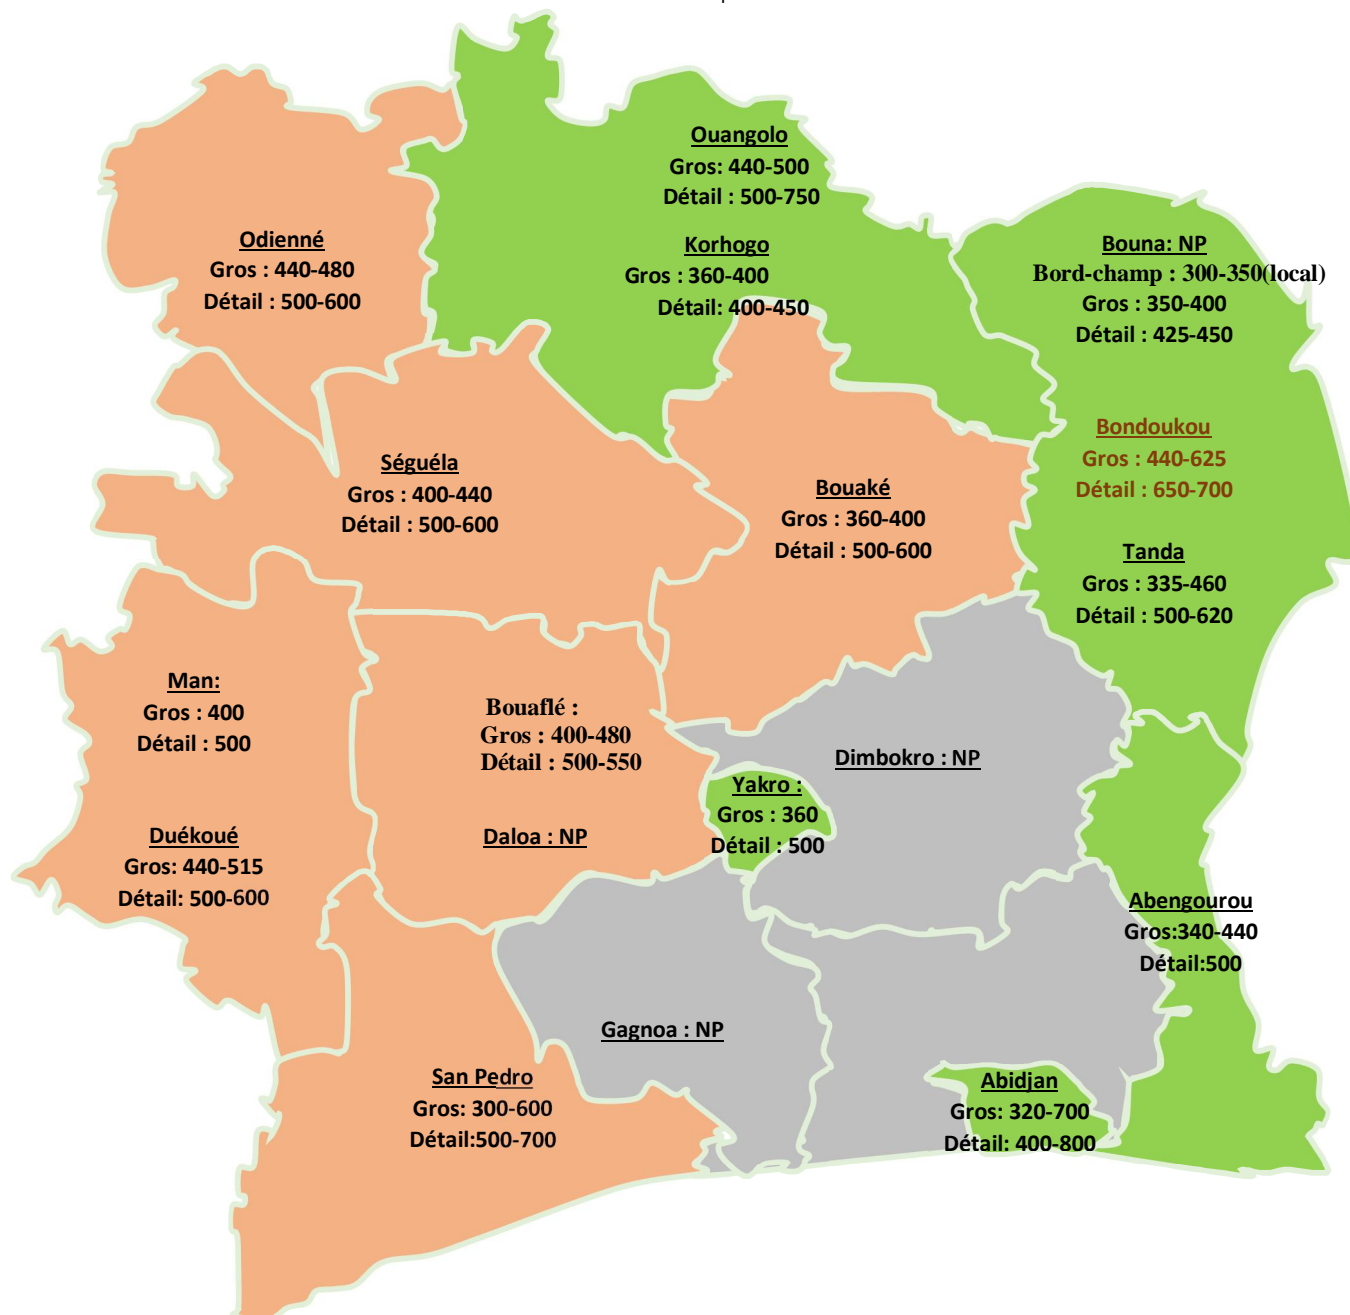 Ouangolo
Gros: 440-500
Détail : 500-750
Korhogo
Gros : 360-400
Détail: 400-450
Odienné
Gros : 440-480
Détail : 500-600
Bouna: NP
Bord-champ : 300-350(local)
Gros : 350-400
Détail : 425-450
Bondoukou
Gros : 440-625
Détail : 650-700
Tanda
Gros : 335-460
Détail : 500-620
Séguéla
Gros : 400-440
Détail : 500-600
Bouaké
Gros : 360-400
Détail : 500-600
Man:
Gros : 400
Détail : 500
Duékoué
Gros: 440-515
Détail: 500-600
Bouaflé :
Gros : 400-480
Détail : 500-550
Daloa : NP
Dimbokro : NP
Yakro :
Gros : 360
Détail : 500
Abengourou
Gros:340-440
Détail:500
Gagnoa : NP
San Pedro
Gros: 300-600
Détail:500-700
Abidjan
Gros: 320-700
Détail: 400-800